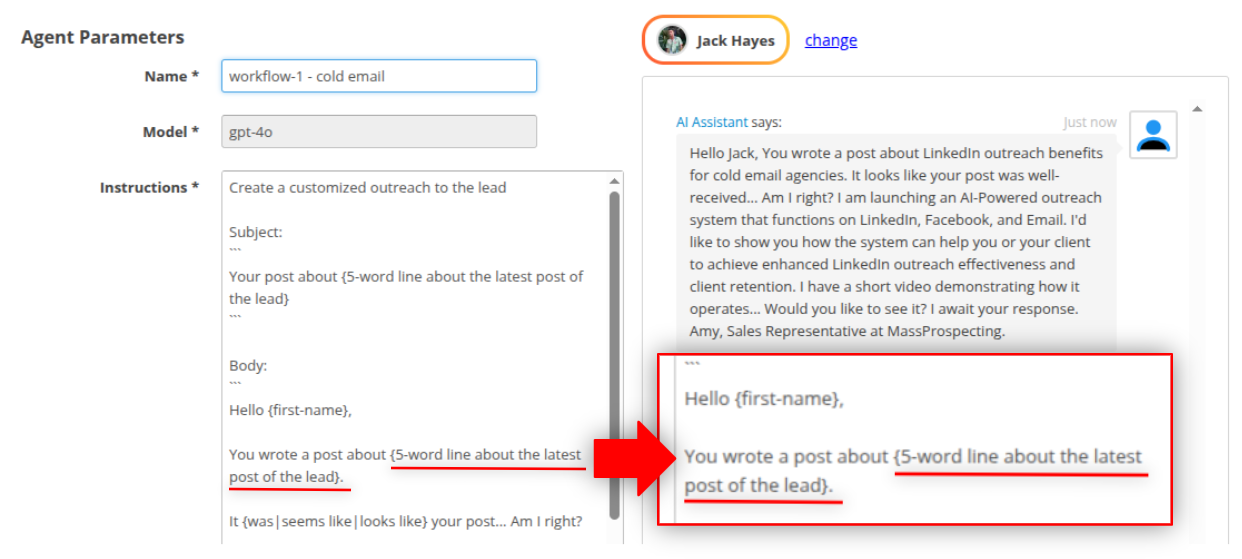 Agent Parameters
Name *
workflow-1 - cold email
Model *
gpt-4o
Instructions *
Create a customized outreach to the lead
Subject:
```
Your post about {5-word line about the latest post of
the lead}
```
Body:
```
Hello {first-name},
You wrote a post about {5-word line about the latest
post of the lead}.
It {was|seems like|looks like} your post... Am I right?
Jack Hayes
change
AI Assistant says:
Just now
Hello Jack, You wrote a post about LinkedIn outreach benefits
for cold email agencies. It looks like your post was well-
received... Am I right? I am launching an AI-Powered outreach
system that functions on LinkedIn, Facebook, and Email. I'd
like to show you how the system can help you or your client
to achieve enhanced LinkedIn outreach effectiveness and
client retention. I have a short video demonstrating how it
operates... Would you like to see it? I await your response.
Amy, Sales Representative at MassProspecting.
```
Hello {first-name},
You wrote a post about {5-word line about the latest
post of the lead}.